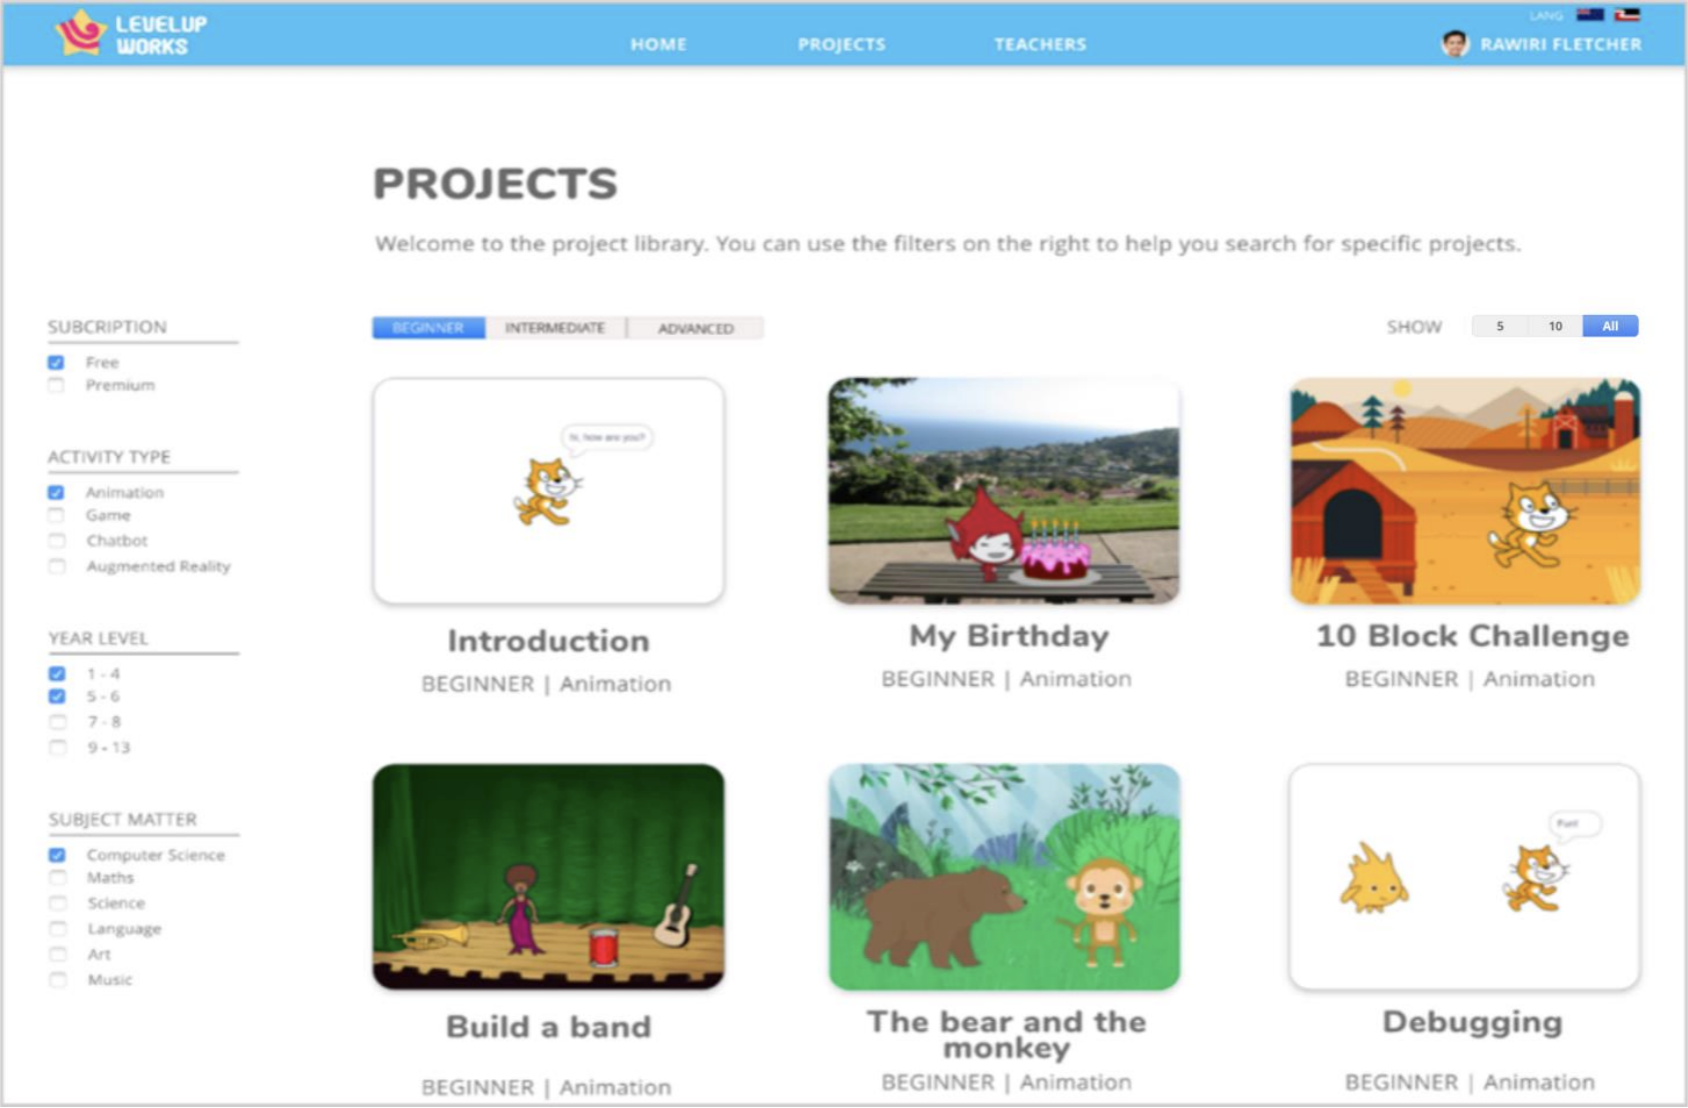 LEVELUP
WORKS
HOME
PROJECTS
TEACHERS
LANG
RAWIRI FLETCHER
PROJECTS
Welcome to the project library. You can use the filters on the right to help you search for specific projects.
SUBCRIPTION
Free
Premium
ACTIVITY TYPE
Animation
Game
Chatbot
Augmented Reality
YEAR LEVEL
1 - 4
5 - 6
7 - 8
9 - 13
SUBJECT MATTER
Computer Science
Maths
Science
Language
Art
Music
BEGINNER
INTERMEDIATE
ADVANCED
SHOW
5
10
All
hi, how are you?
Introduction
BEGINNER | Animation
My Birthday
BEGINNER | Animation
10 Block Challenge
BEGINNER | Animation
Build a band
BEGINNER | Animation
The bear and the
monkey
BEGINNER | Animation
Debugging
BEGINNER | Animation